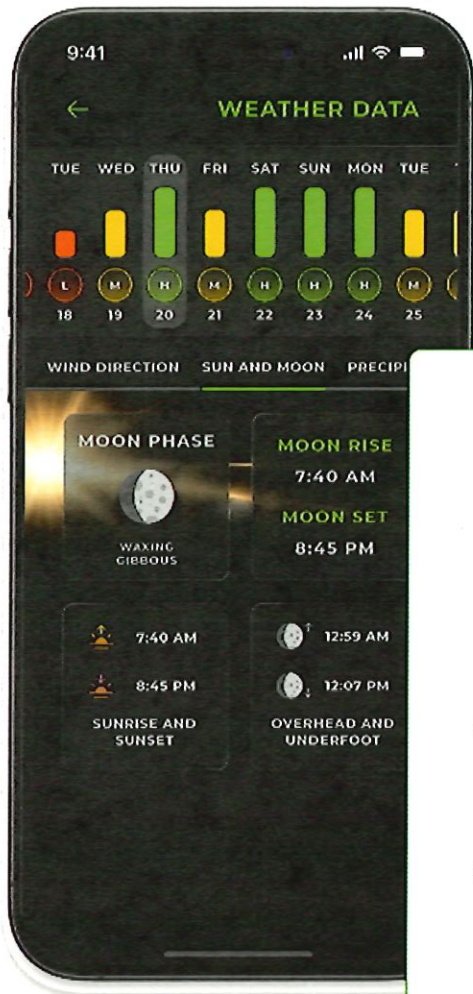 9:41
WEATHER DATA
TUE WED THU FRI SAT SUN MON TUE
L M H M H H H M
18 19 20 21 22 23 24 25
WIND DIRECTION SUN AND MOON PRECIPI
MOON PHASE
WAXING
GIBBOUS
MOON RISE
7:40 AM
MOON SET
8:45 PM
7:40 AM
8:45 PM
SUNRISE AND
SUNSET
12:59 AM
12:07 PM
OVERHEAD AND
UNDERFOOT